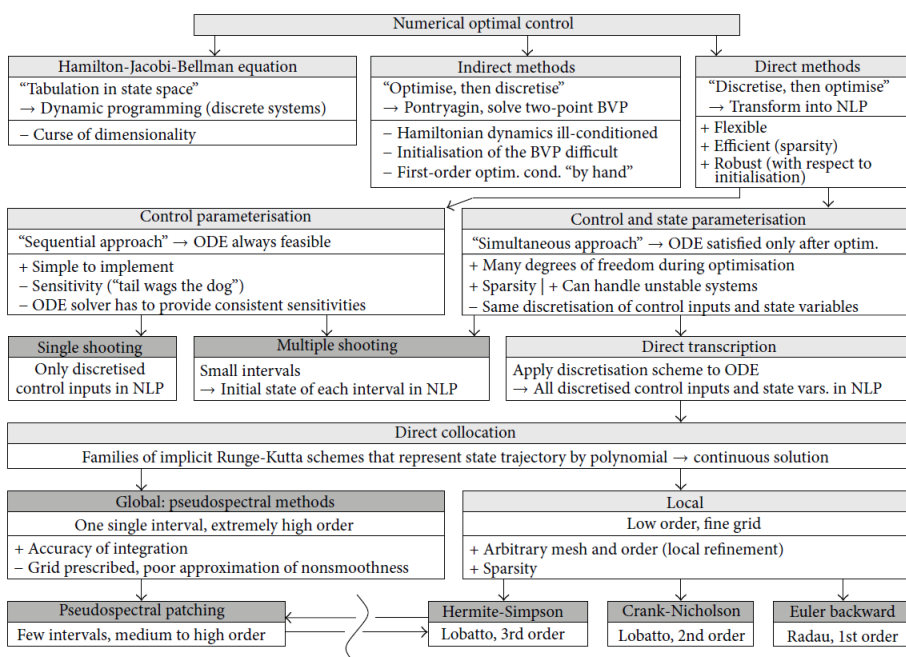 Numerical optimal control
Hamilton-Jacobi-Bellman equation
“Tabulation in state space”
→ Dynamic programming (discrete systems)
− Curse of dimensionality
Indirect methods
“Optimise, then discretise”
→ Pontryagin, solve two-point BVP
− Hamiltonian dynamics ill-conditioned
− Initialisation of the BVP difficult
− First-order optim. cond. “by hand”
Direct methods
“Discretise, then optimise”
→ Transform into NLP
+ Flexible
+ Efficient (sparsity)
+ Robust (with respect to
initialisation)
Control parameterisation
“Sequential approach” → ODE always feasible
+ Simple to implement
− Sensitivity (“tail wags the dog”)
− ODE solver has to provide consistent sensitivities
Control and state parameterisation
“Simultaneous approach” → ODE satisfied only after optim.
+ Many degrees of freedom during optimisation
+ Sparsity | + Can handle unstable systems
− Same discretisation of control inputs and state variables
Single shooting
Only discretised
control inputs in NLP
Multiple shooting
Small intervals
→ Initial state of each interval in NLP
Direct transcription
Apply discretisation scheme to ODE
→ All discretised control inputs and state vars. in NLP
Direct collocation
Families of implicit Runge-Kutta schemes that represent state trajectory by polynomial → continuous solution
Global: pseudospectral methods
One single interval, extremely high order
+ Accuracy of integration
− Grid prescribed, poor approximation of nonsmoothness
Local
Low order, fine grid
+ Arbitrary mesh and order (local refinement)
+ Sparsity
Pseudospectral patching
Few intervals, medium to high order
Hermite-Simpson
Lobatto, 3rd order
Crank-Nicholson
Lobatto, 2nd order
Euler backward
Radau, 1st order